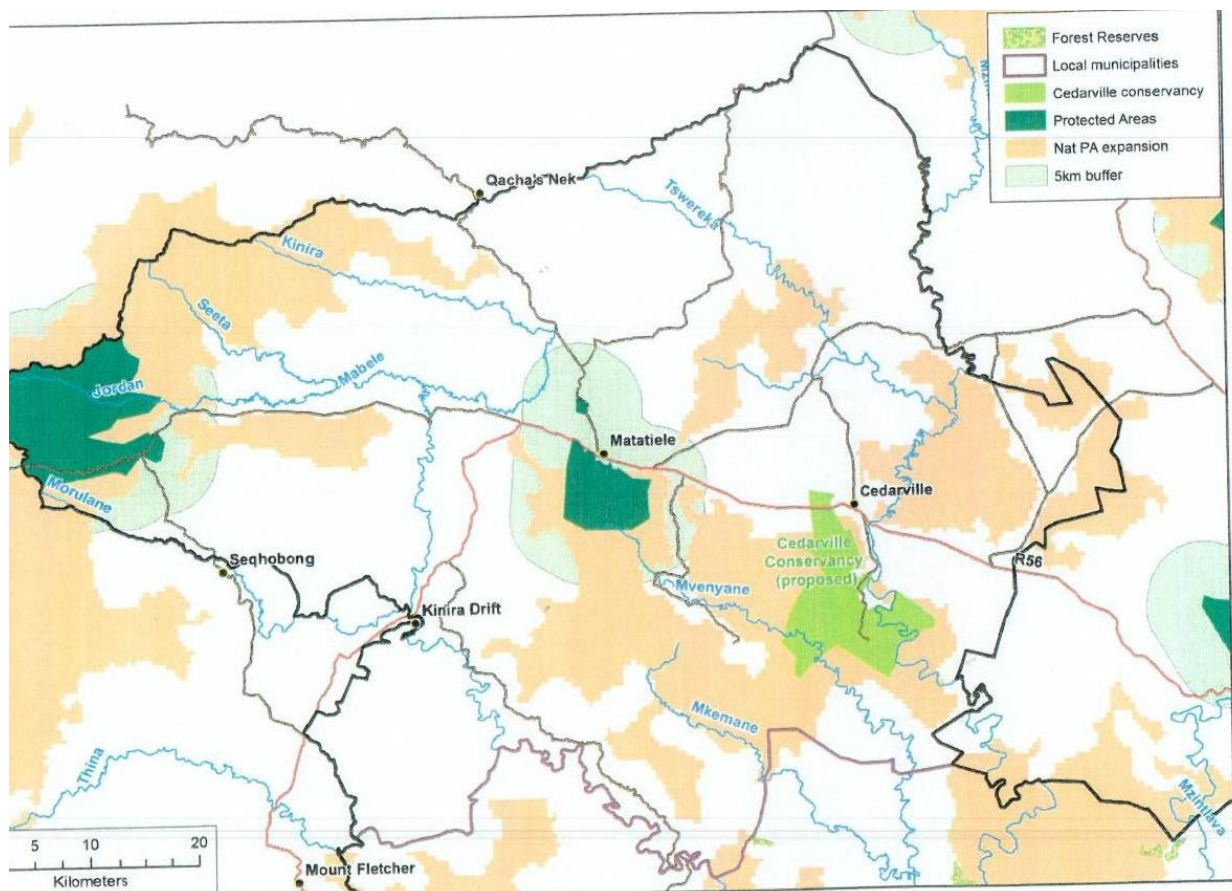 Forest Reserves
Local municipalities
Cedarville conservancy
Protected Areas
Nat PA expansion
5km buffer
Qacha's Nek
Tswereka
Kinira
Seeta
Mabele
Jordan
Matatiele
Morulane
Cedarville
Cedarville
Conservancy
(proposed)
R56
Seqhobong
Mvenyane
Kinira Drift
Mkemane
Thina
Mzintlava
5 10 20
Kilometers
Mount Fletcher